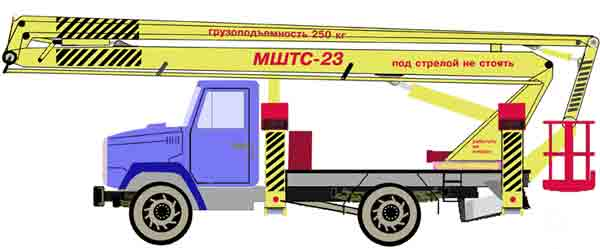 грузоподъемность 250 кг
МШТС-23
под стрелой не стоять